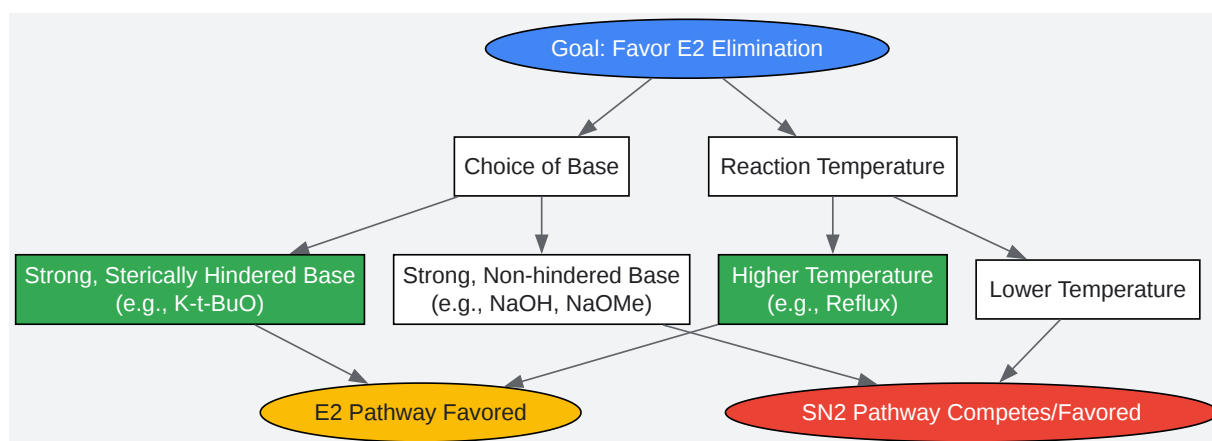 Goal: Favor E2 Elimination
Choice of Base
Reaction Temperature
Strong, Sterically Hindered Base
(e.g., K-t-BuO)
Strong, Non-hindered Base
(e.g., NaOH, NaOMe)
Higher Temperature
(e.g., Reflux)
Lower Temperature
E2 Pathway Favored
SN2 Pathway Competes/Favored